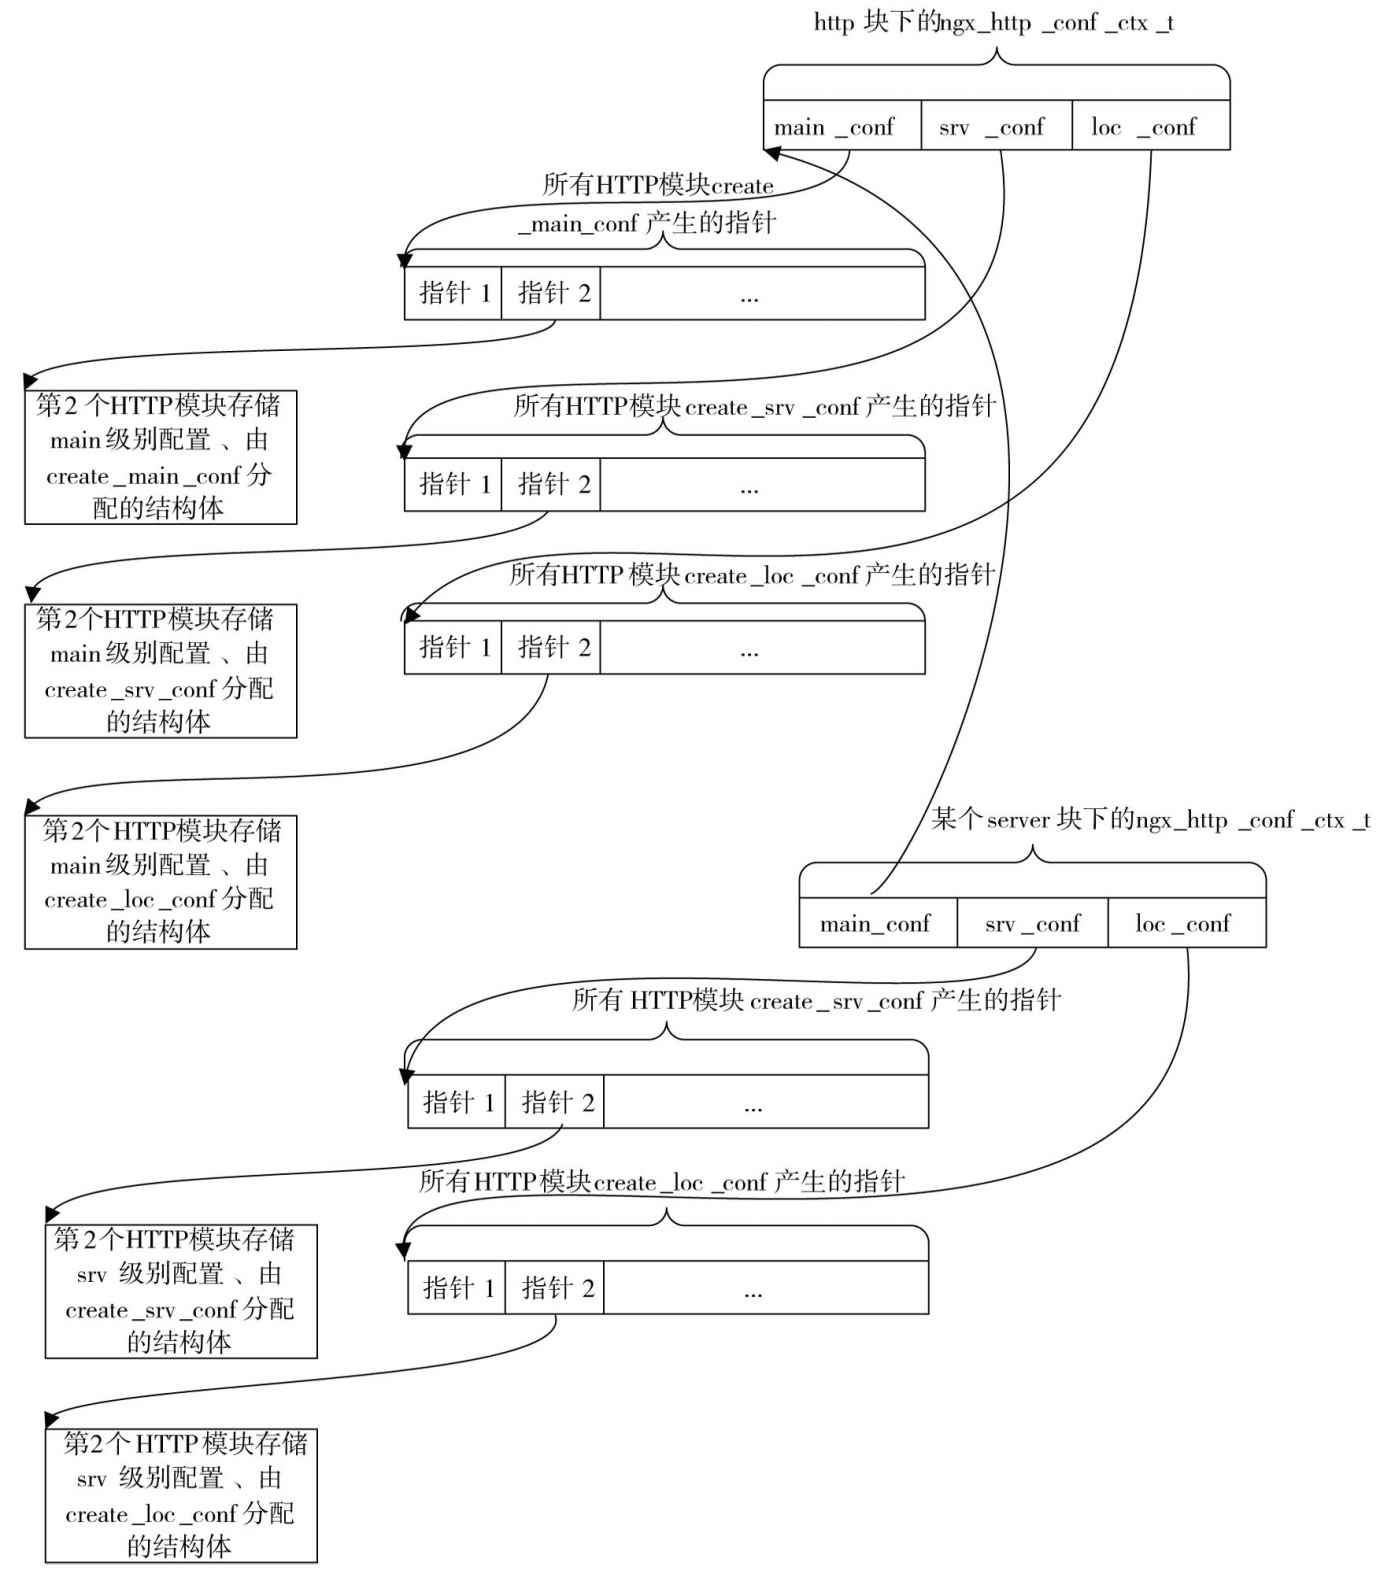 http 块下的ngx_http _conf _ctx _t
main _conf srv _conf loc _conf
所有HTTP模块create
_main_conf 产生的指针
指针 1 指针 2 ...
第2 个HTTP模块存储
main 级别配置 、由
create _main _conf 分
配的结构体
所有HTTP模块 create _srv _conf 产生的指针
指针 1 指针 2 ...
所有HTTP 模块 create _loc _conf 产生的指针
指针 1 指针 2 ...
第2个HTTP模块存储
main 级别配置 、由
create _srv _conf 分配
的结构体
第2个HTTP模块存储
main 级别配置 、由
create _loc _conf 分配
的结构体
某个 server 块下的ngx_http _conf _ctx _t
main_conf srv _conf loc _conf
所有 HTTP模块 create _ srv _conf 产生的指针
指针 1 指针 2 ...
所有HTTP模块create _loc _conf 产生的指针
指针 1 指针 2 ...
第2个HTTP模块存储
srv 级别配置 、由
create _srv _conf 分配
的结构体
第2个 HTTP 模块存储
srv 级别配置 、由
create _loc _conf 分配
的结构体